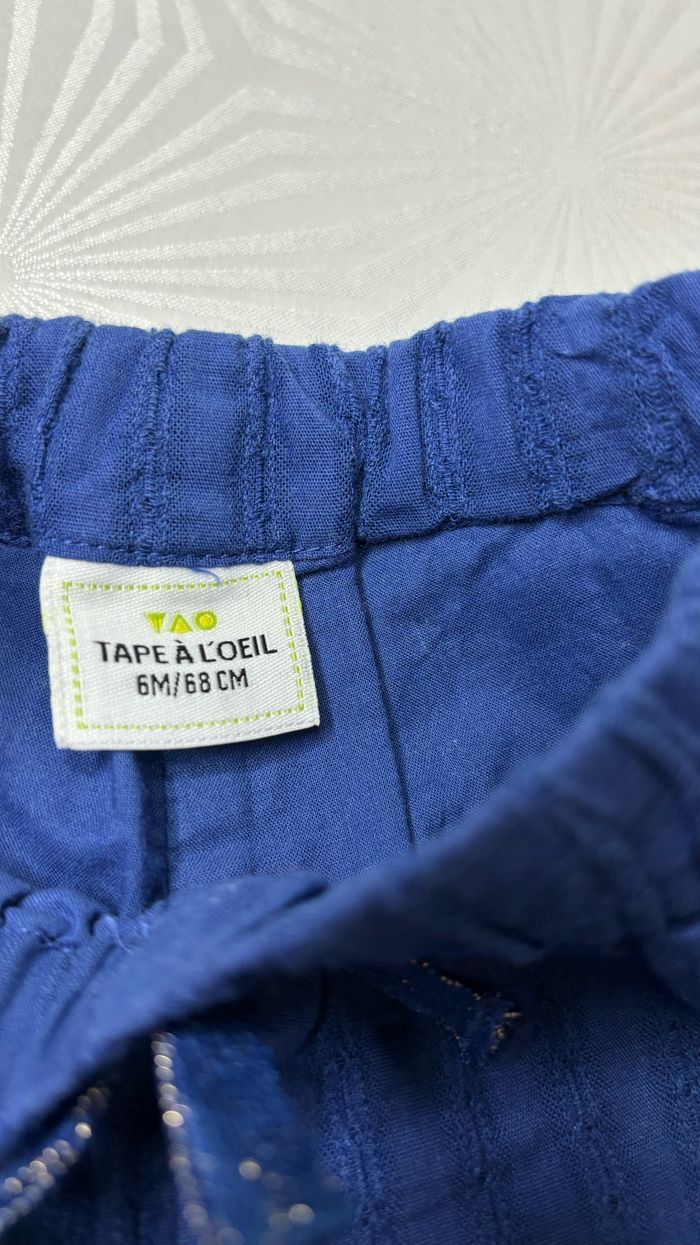 TAO
TAPE À L'OEIL
6M/68 CM